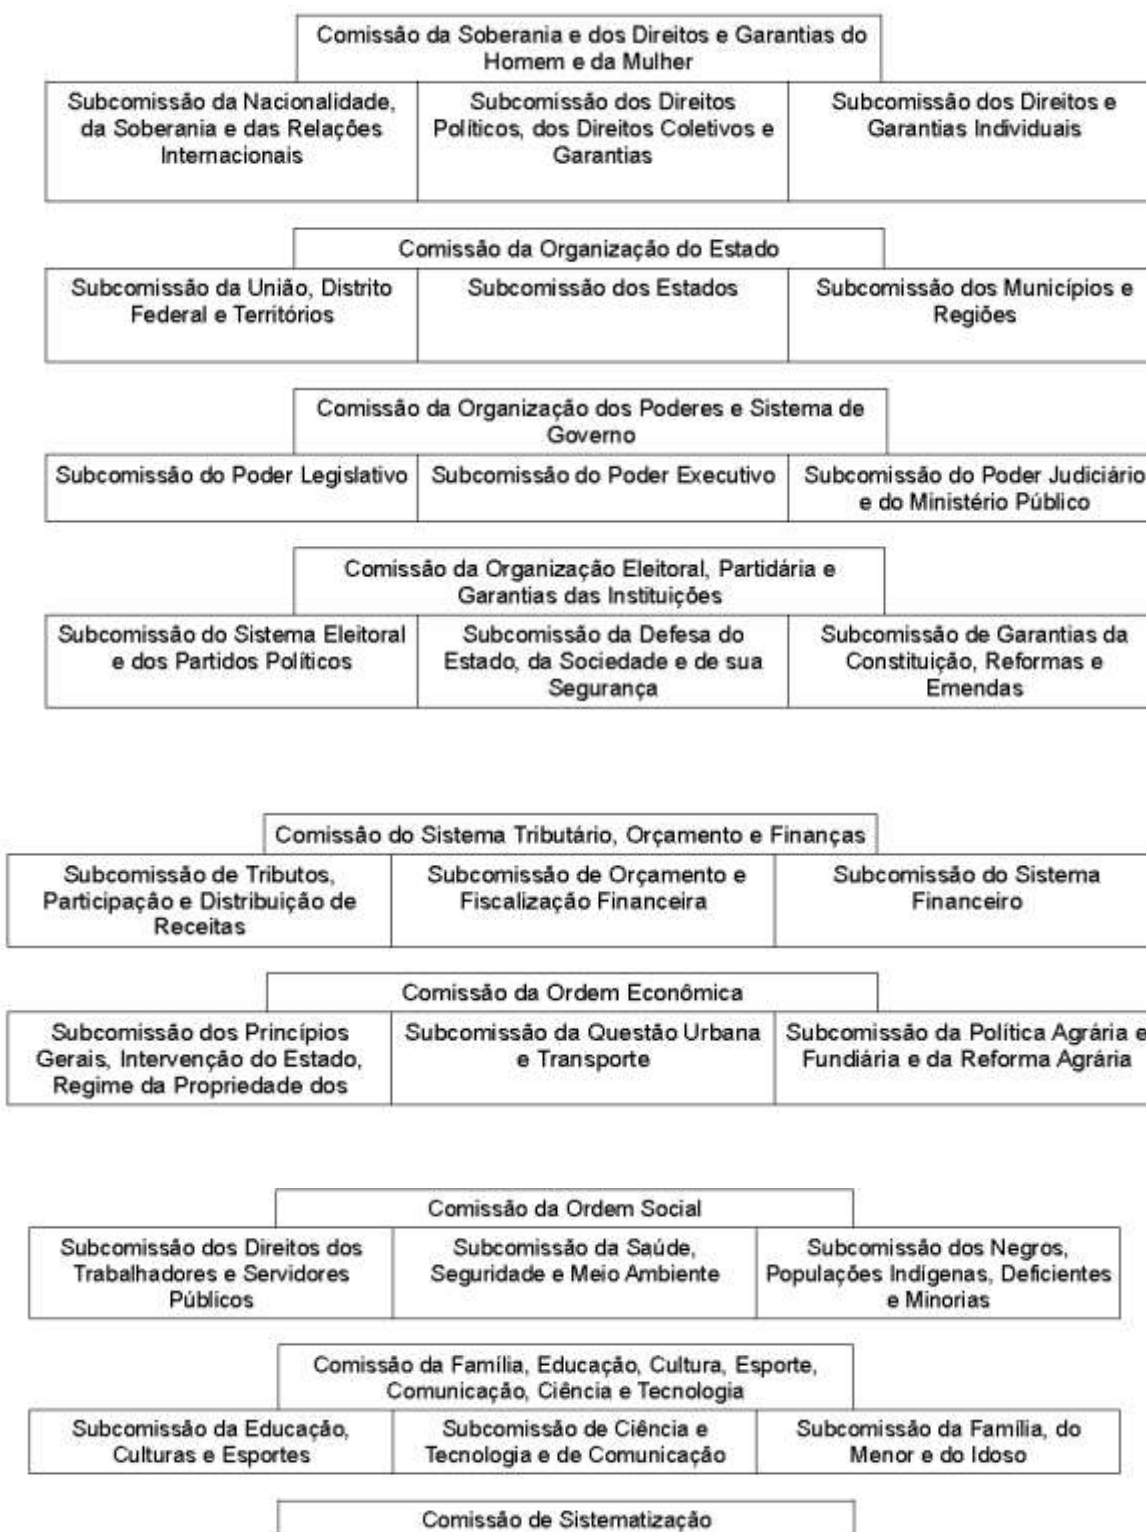 Comissão da Soberania e dos Direitos e Garantias do
Homem e da Mulher
Subcomissão da Nacionalidade,
da Soberania e das Relações
Internacionais
Subcomissão dos Direitos
Políticos, dos Direitos Coletivos e
Garantias
Subcomissão dos Direitos e
Garantias Individuais
Comissão da Organização do Estado
Subcomissão da União, Distrito
Federal e Territórios
Subcomissão dos Estados
Subcomissão dos Municípios e
Regiões
Comissão da Organização dos Poderes e Sistema de
Governo
Subcomissão do Poder Legislativo
Subcomissão do Poder Executivo
Subcomissão do Poder Judiciário
e do Ministério Público
Comissão da Organização Eleitoral, Partidária e
Garantias das Instituições
Subcomissão do Sistema Eleitoral
e dos Partidos Políticos
Subcomissão da Defesa do
Estado, da Sociedade e de sua
Segurança
Subcomissão de Garantias da
Constituição, Reformas e
Emendas
Comissão do Sistema Tributário, Orçamento e Finanças
Subcomissão de Tributos,
Participação e Distribuição de
Receitas
Subcomissão de Orçamento e
Fiscalização Financeira
Subcomissão do Sistema
Financeiro
Comissão da Ordem Econômica
Subcomissão dos Princípios
Gerais, Intervenção do Estado,
Regime da Propriedade dos
Subcomissão da Questão Urbana
e Transporte
Subcomissão da Política Agrária e
Fundiária e da Reforma Agrária
Comissão da Ordem Social
Subcomissão dos Direitos dos
Trabalhadores e Servidores
Públicos
Subcomissão da Saúde,
Seguridade e Meio Ambiente
Subcomissão dos Negros,
Populações Indígenas, Deficientes
e Minorias
Comissão da Família, Educação, Cultura, Esporte,
Comunicação, Ciência e Tecnologia
Subcomissão da Educação,
Culturas e Esportes
Subcomissão de Ciência e
Tecnologia e de Comunicação
Subcomissão da Família, do
Menor e do Idoso
Comissão de Sistematização